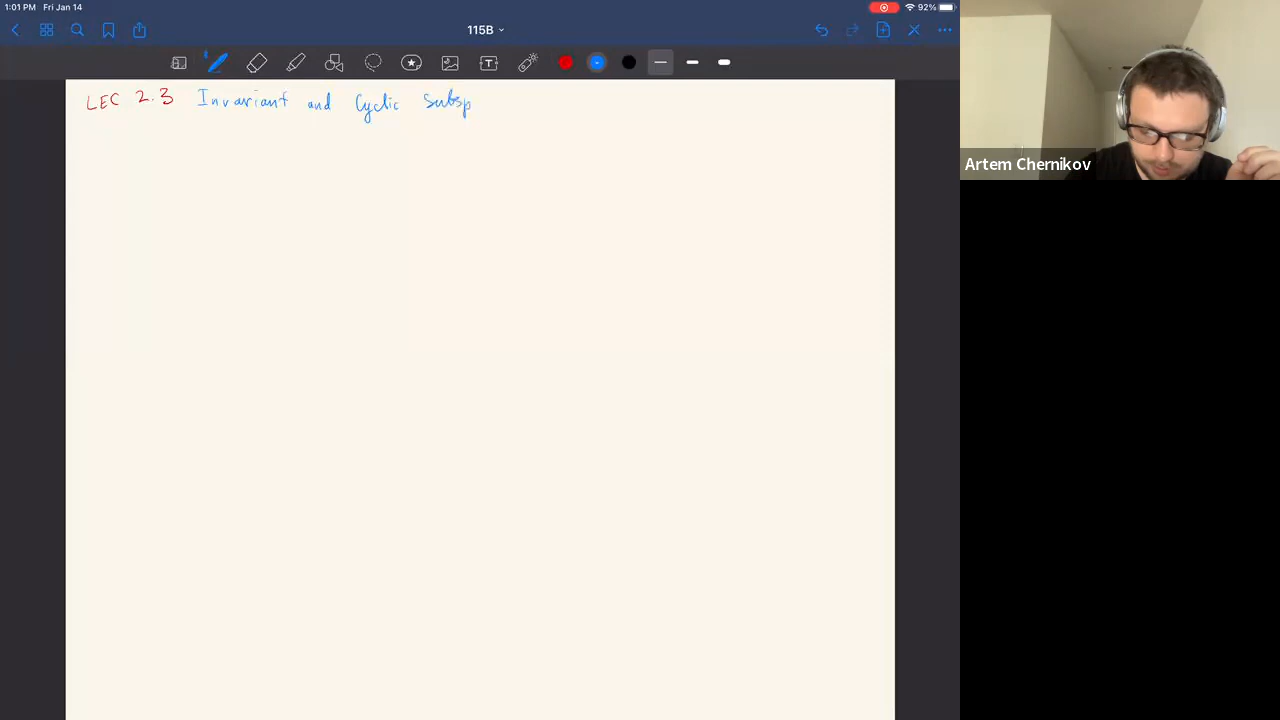 1:01 PM Fri Jan 14
92%
115B
LEC 2.3 Invariant and Cyclic Subsp
Artem Chernikov